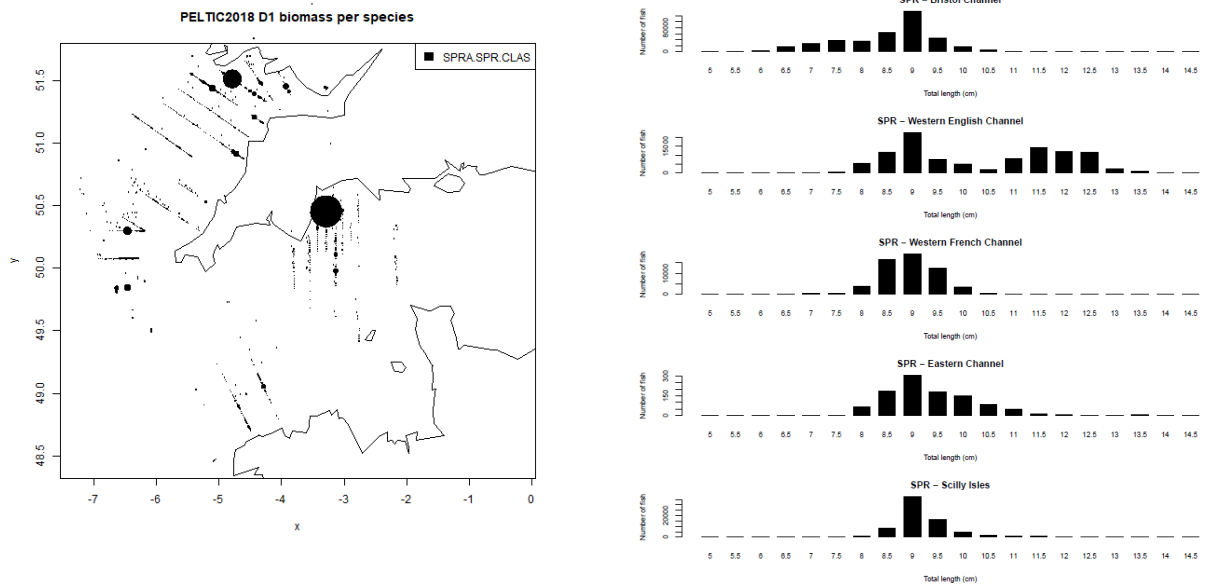 PELTIC2018 D1 biomass per species
SPRA.SPR.CLAS
51.5
51.0
50.5
50.0
49.5
49.0
48.5
y
-7 -6 -5 -4 -3 -2 -1 0
x
SPR – Bristol Channel
Number of fish
0 80000
5 5.5 6 6.5 7 7.5 8 8.5 9 9.5 10 10.5 11 11.5 12 12.5 13 13.5 14 14.5
Total length (cm)
SPR – Western English Channel
Number of fish
0 15000
5 5.5 6 6.5 7 7.5 8 8.5 9 9.5 10 10.5 11 11.5 12 12.5 13 13.5 14 14.5
Total length (cm)
SPR – Western French Channel
Number of fish
0 10000
5 5.5 6 6.5 7 7.5 8 8.5 9 9.5 10 10.5 11 11.5 12 12.5 13 13.5 14 14.5
Total length (cm)
SPR – Eastern Channel
Number of fish
0 150 300
5 5.5 6 6.5 7 7.5 8 8.5 9 9.5 10 10.5 11 11.5 12 12.5 13 13.5 14 14.5
Total length (cm)
SPR – Scilly Isles
Number of fish
0 20000
5 5.5 6 6.5 7 7.5 8 8.5 9 9.5 10 10.5 11 11.5 12 12.5 13 13.5 14 14.5
Total length (cm)